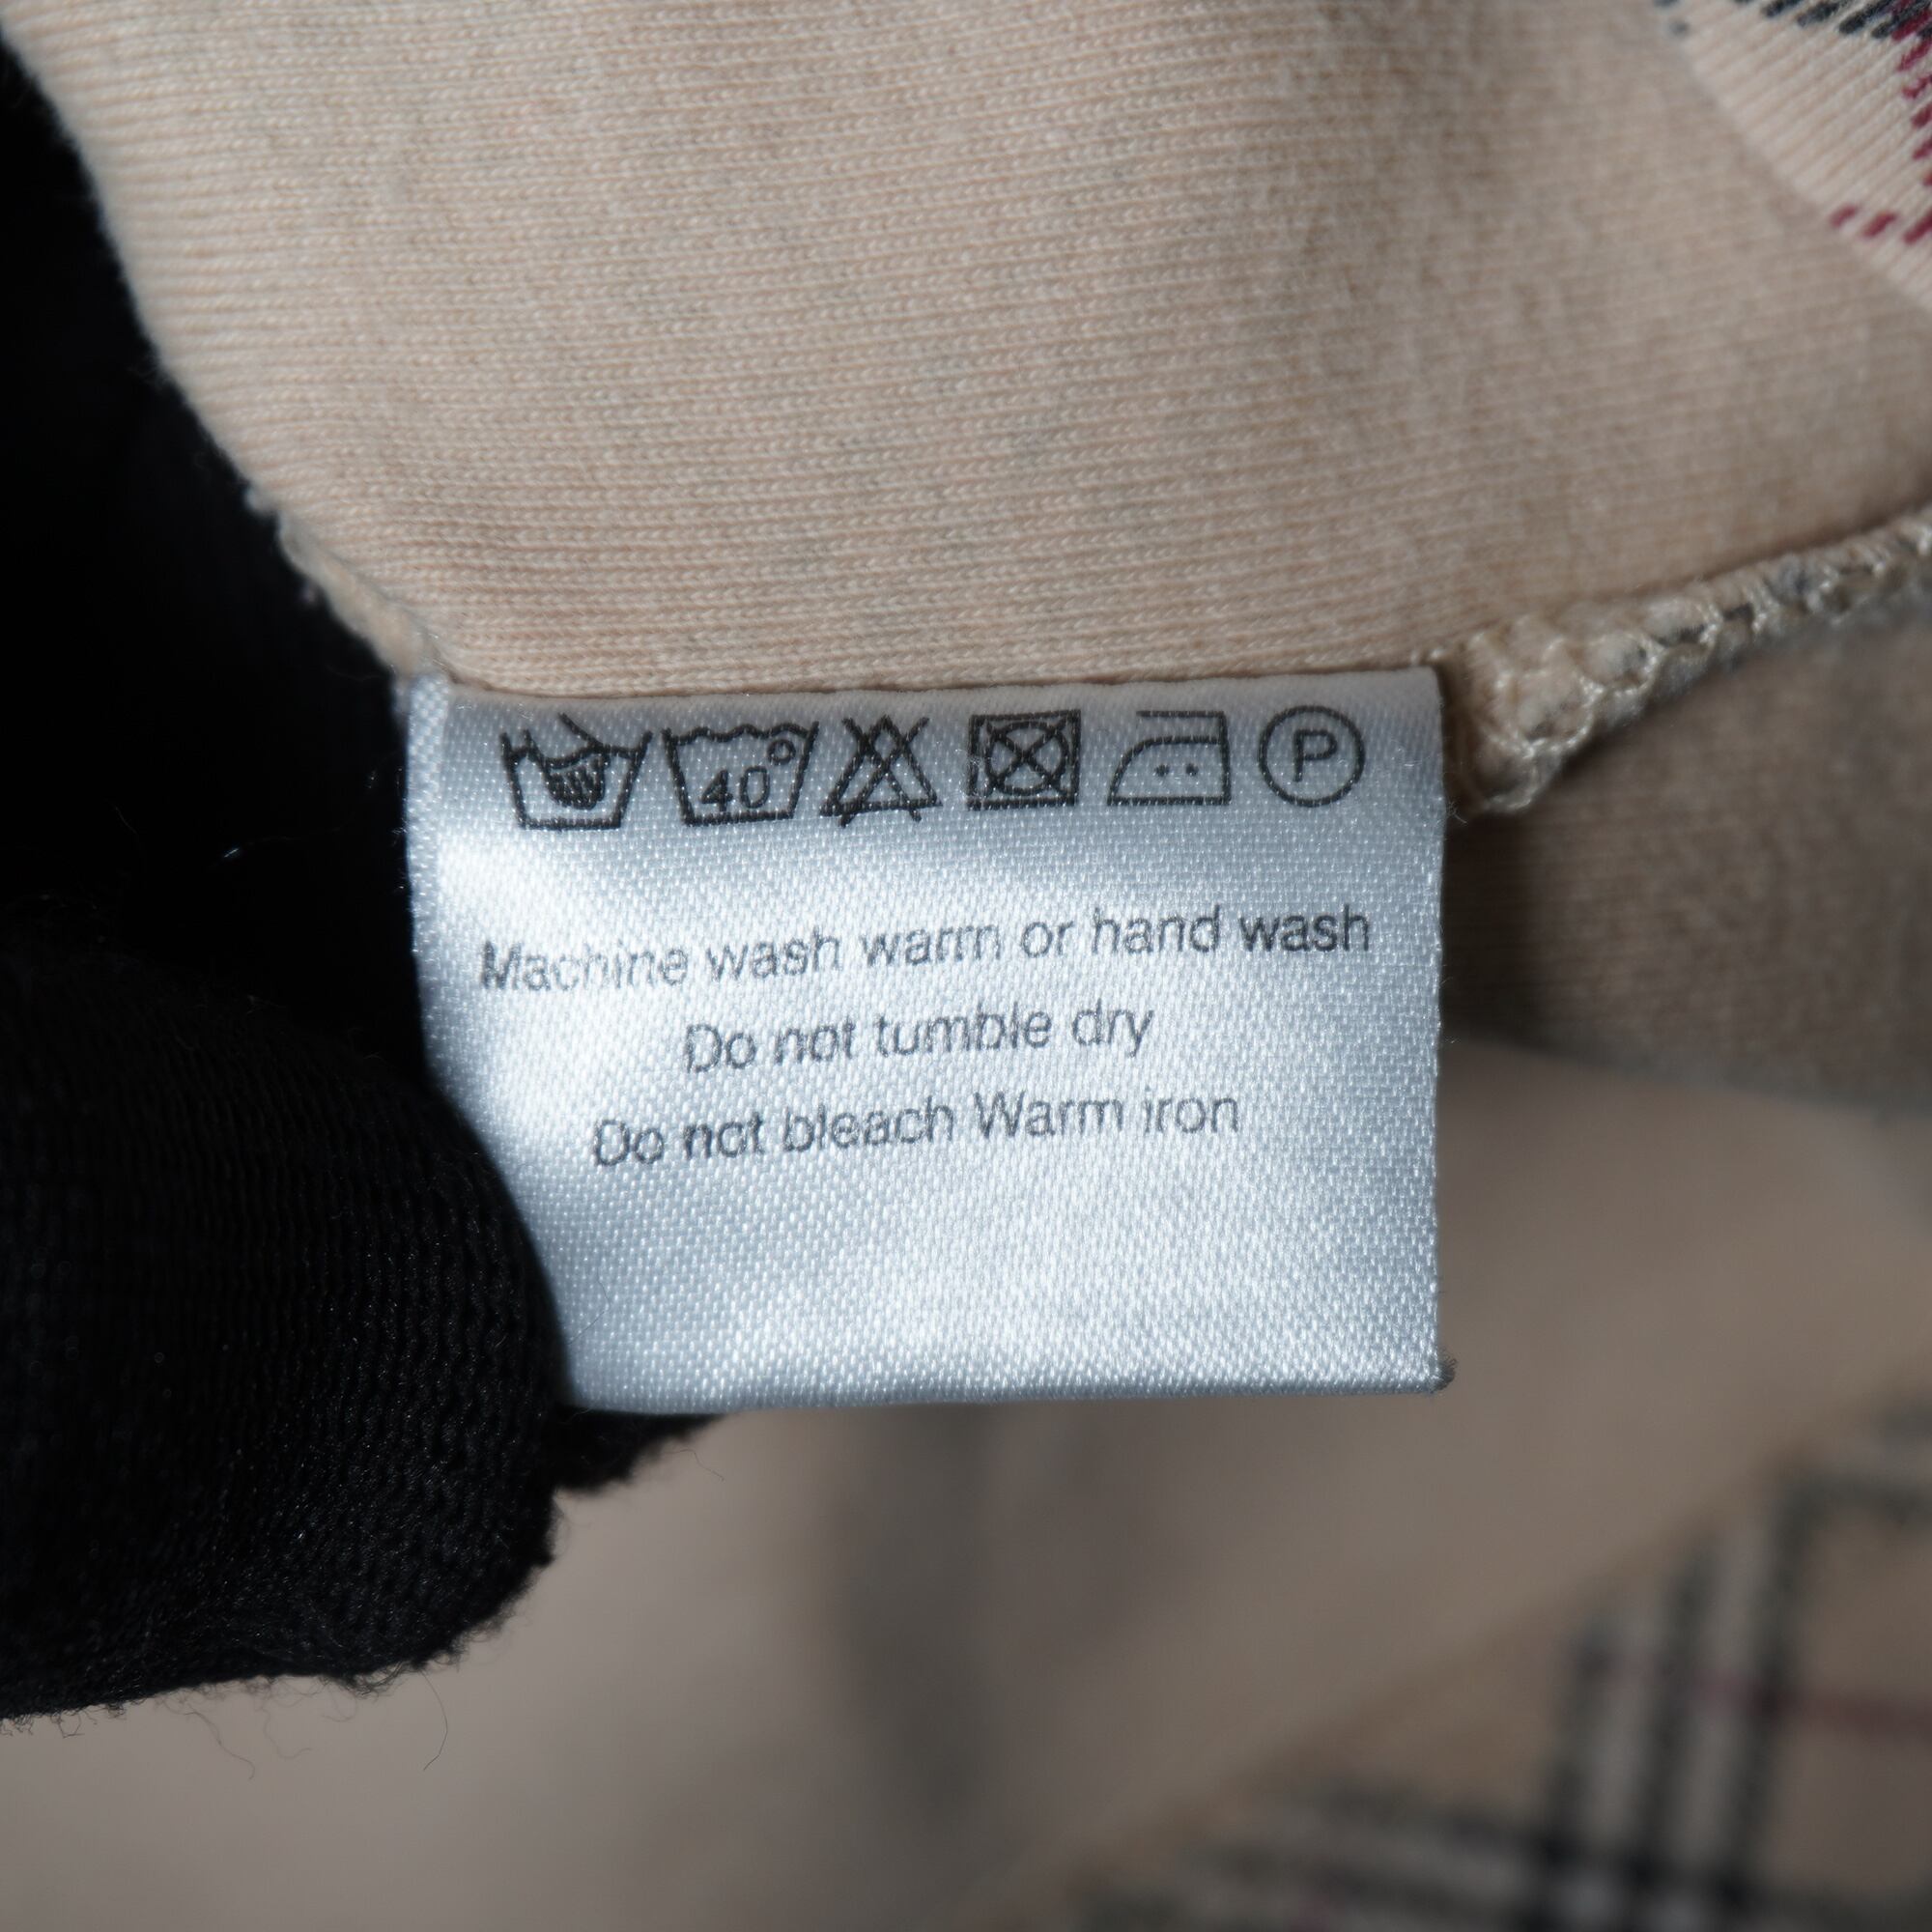 40°
P
Machine wash warm or hand wash
Do not tumble dry
Do not bleach Warm iron